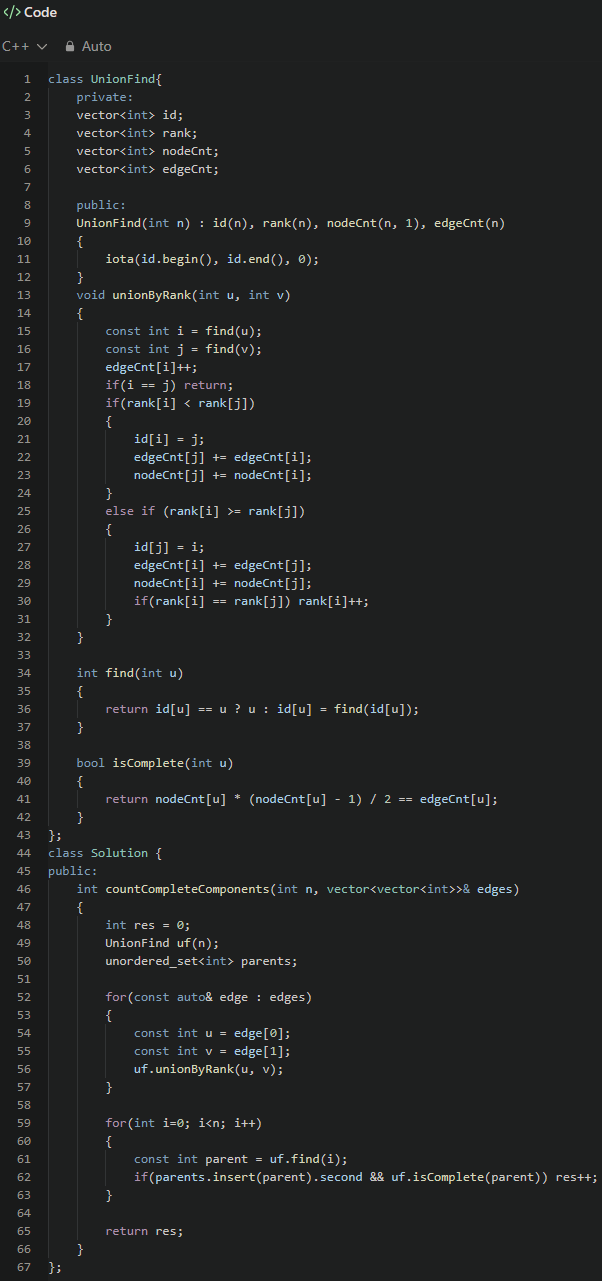 </> Code
C++ Auto
1 class UnionFind{
2     private:
3     vector<int> id;
4     vector<int> rank;
5     vector<int> nodeCnt;
6     vector<int> edgeCnt;
7
8     public:
9     UnionFind(int n) : id(n), rank(n), nodeCnt(n, 1), edgeCnt(n)
10     {
11         iota(id.begin(), id.end(), 0);
12     }
13     void unionByRank(int u, int v)
14     {
15         const int i = find(u);
16         const int j = find(v);
17         edgeCnt[i]++;
18         if(i == j) return;
19         if(rank[i] < rank[j])
20         {
21             id[i] = j;
22             edgeCnt[j] += edgeCnt[i];
23             nodeCnt[j] += nodeCnt[i];
24         }
25         else if (rank[i] >= rank[j])
26         {
27             id[j] = i;
28             edgeCnt[i] += edgeCnt[j];
29             nodeCnt[i] += nodeCnt[j];
30             if(rank[i] == rank[j]) rank[i]++;
31         }
32     }
33
34     int find(int u)
35     {
36         return id[u] == u ? u : id[u] = find(id[u]);
37     }
38
39     bool isComplete(int u)
40     {
41         return nodeCnt[u] * (nodeCnt[u] - 1) / 2 == edgeCnt[u];
42     }
43 };
44 class Solution {
45 public:
46     int countCompleteComponents(int n, vector<vector<int>>& edges)
47     {
48         int res = 0;
49         UnionFind uf(n);
50         unordered_set<int> parents;
51
52         for(const auto& edge : edges)
53         {
54             const int u = edge[0];
55             const int v = edge[1];
56             uf.unionByRank(u, v);
57         }
58
59         for(int i=0; i<n; i++)
60         {
61             const int parent = uf.find(i);
62             if(parents.insert(parent).second && uf.isComplete(parent)) res++;
63         }
64
65         return res;
66     }
67 };